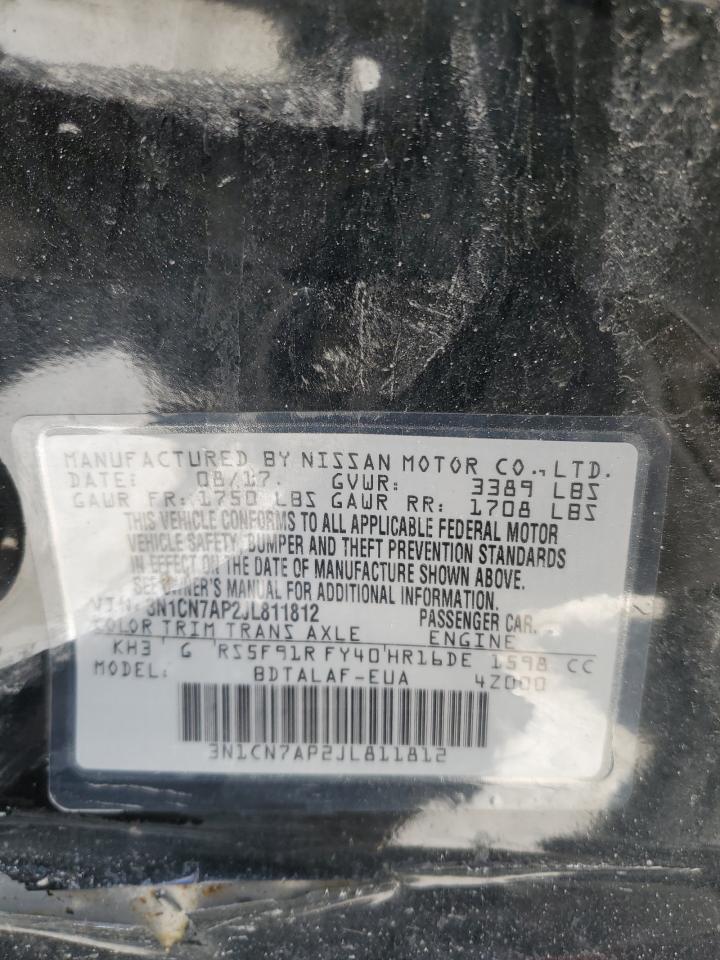 MANUFACTURED BY NISSAN MOTOR CO., LTD.
DATE: 08/17 GVWR: 3389 LBS
GAWR FR: 1750 LBS GAWR RR: 1708 LBS
THIS VEHICLE CONFORMS TO ALL APPLICABLE FEDERAL MOTOR
VEHICLE SAFETY, BUMPER AND THEFT PREVENTION STANDARDS
IN EFFECT ON THE DATE OF MANUFACTURE SHOWN ABOVE.
SEE OWNER'S MANUAL FOR ADDITIONAL INFORMATION.
VIN: 3N1CN7AP2JL811812 PASSENGER CAR
COLOR TRIM TRANS AXLE ENGINE
KH3 G RS5F91R FY40 HR16DE 1598 CC
MODEL: BDTALAF-EUA 4Z000
3N1CN7AP2JL811812